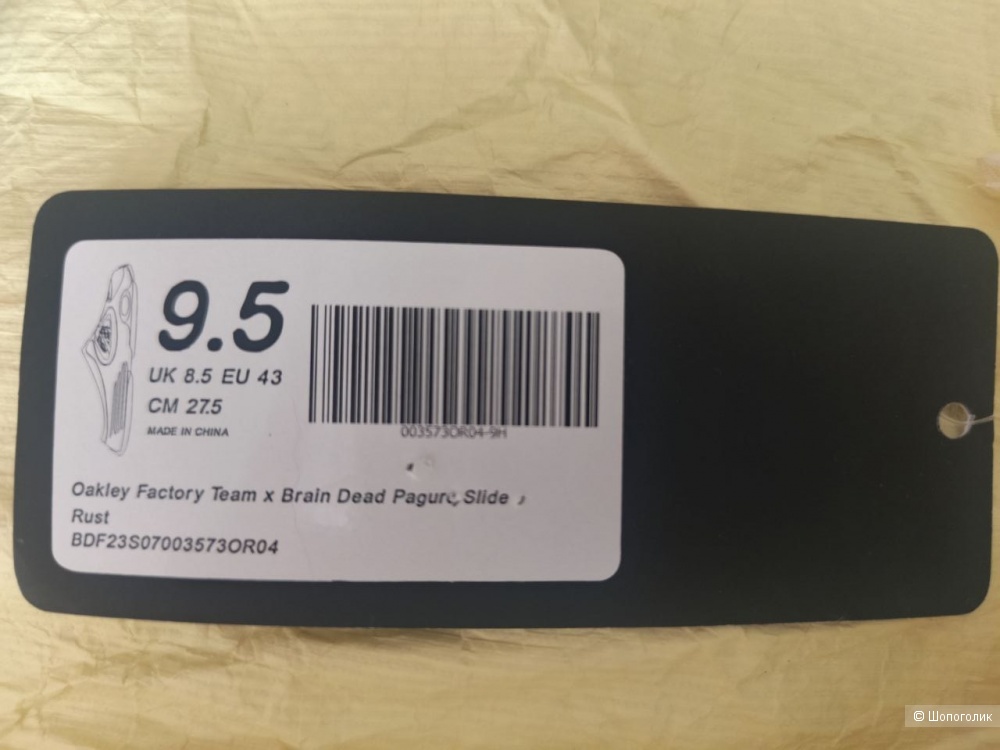 9.5
UK 8.5 EU 43
CM 27.5
MADE IN CHINA
003573OR04-9H
Oakley Factory Team x Brain Dead Paguro Slide
Rust
BDF23S07003573OR04
© Шопоголик